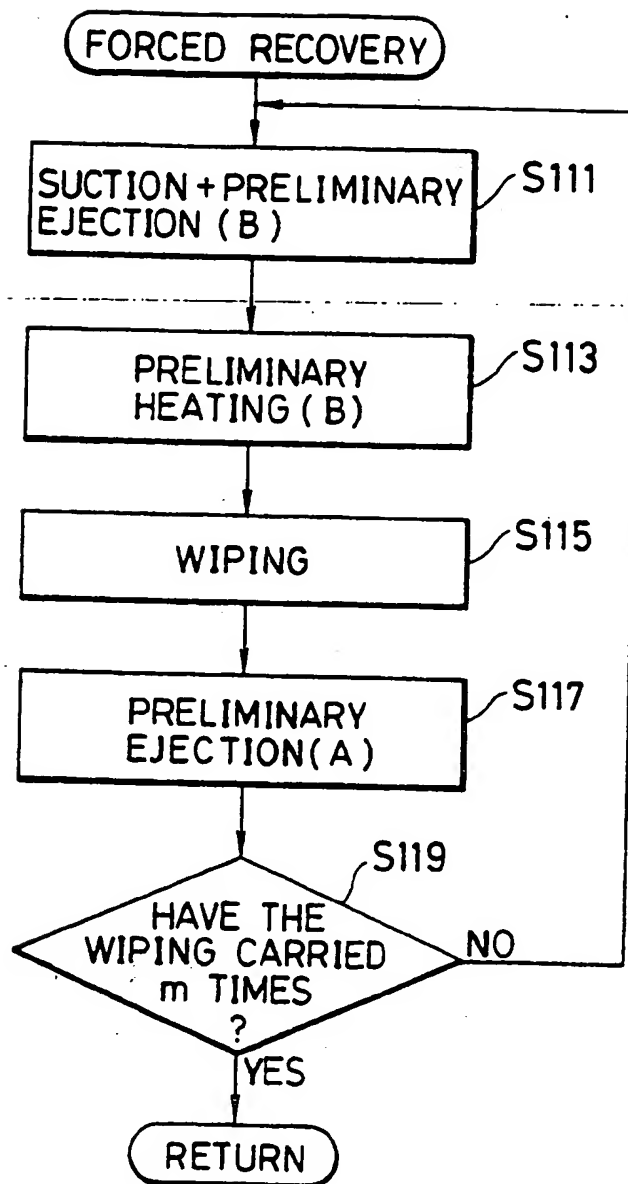 FORCED RECOVERY
SUCTION + PRELIMINARY
EJECTION (B)
S111
PRELIMINARY
HEATING (B)
S113
WIPING
S115
PRELIMINARY
EJECTION (A)
S117
S119
HAVE THE
WIPING CARRIED
m TIMES
?
NO
YES
RETURN